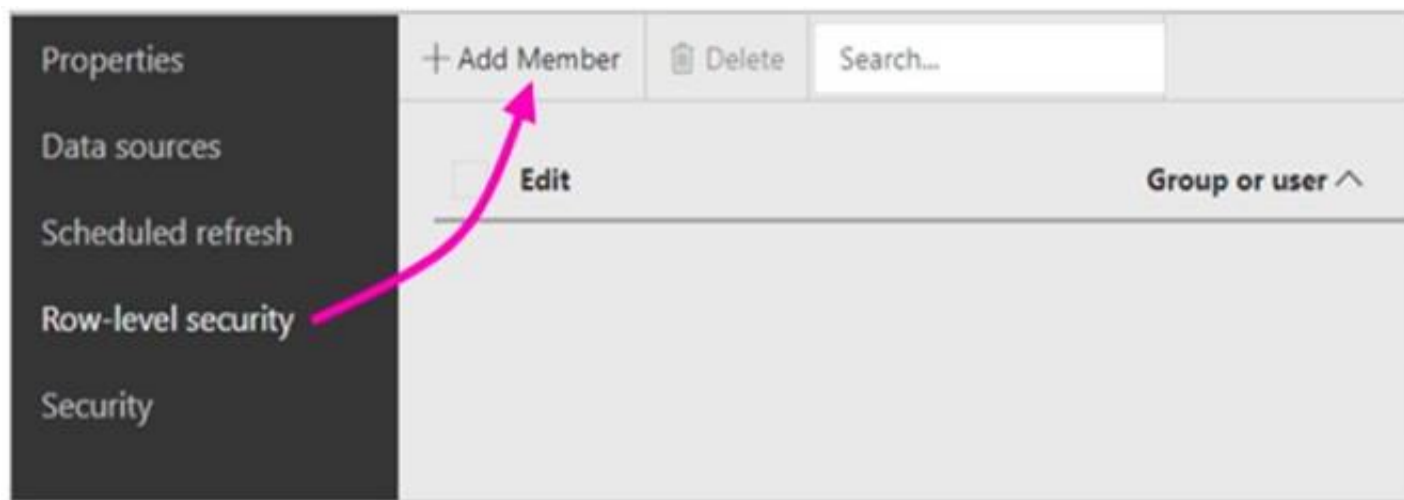 Properties
Data sources
Scheduled refresh
Row-level security
Security
Add Member Delete Search...
Edit Group or user